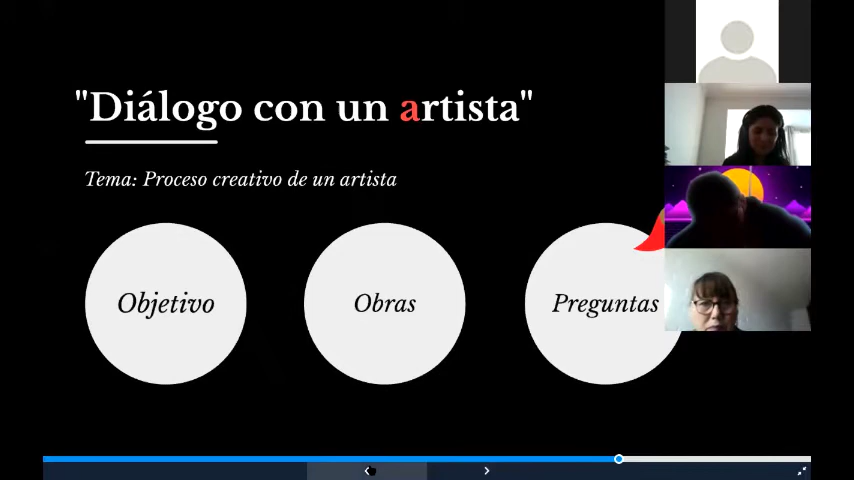 "Diálogo con un artista"
Tema: Proceso creativo de un artista
Objetivo
Obras
Preguntas